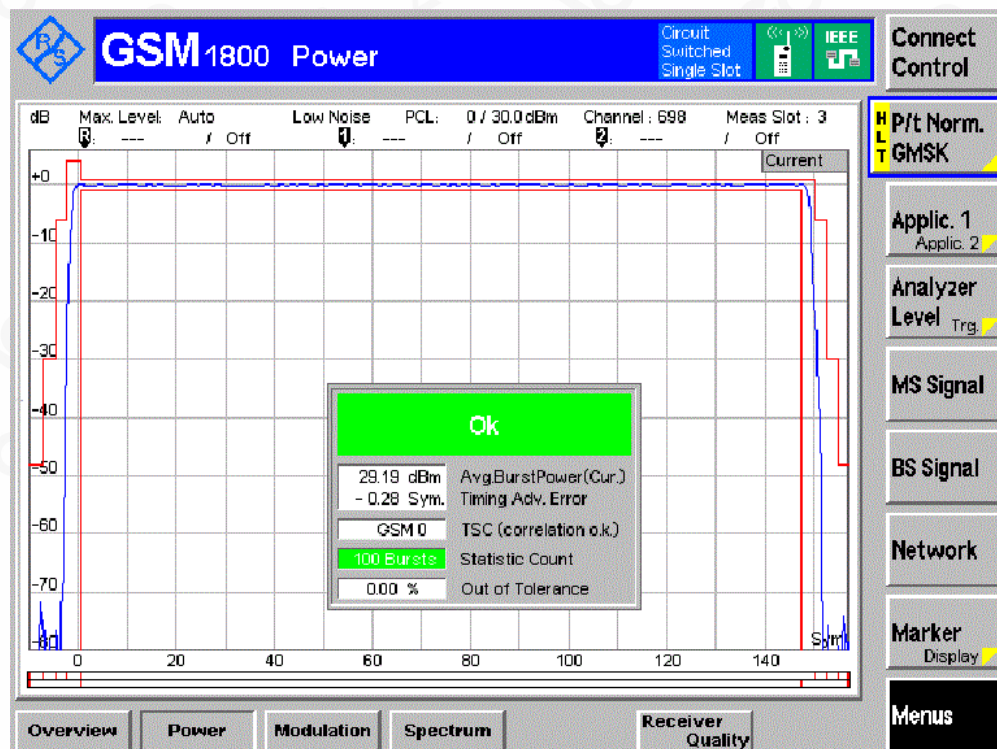 R/S
GSM 1800 Power
Circuit
Switched
Single Slot
IEEE
Connect
Control
dB Max. Level: Auto Low Noise PCL: 0 / 30.0 dBm Channel : 698 Meas Slot : 3
R: --- / Off 1: --- / Off 2: --- / Off
Current
HLT
P/t Norm.
GMSK
Applic. 1
Applic. 2
Analyzer
Level Trg.
MS Signal
BS Signal
Network
Marker
Display
Menus
+0
-10
-20
-30
-40
-50
-60
-70
-80
Ok
29.19 dBm Avg.BurstPower(Cur.)
- 0.28 Sym. Timing Adv. Error
GSM 0 TSC (correlation o.k.)
100 Bursts Statistic Count
0.00 % Out of Tolerance
Sym
0 20 40 60 80 100 120 140
Overview Power Modulation Spectrum Receiver
Quality